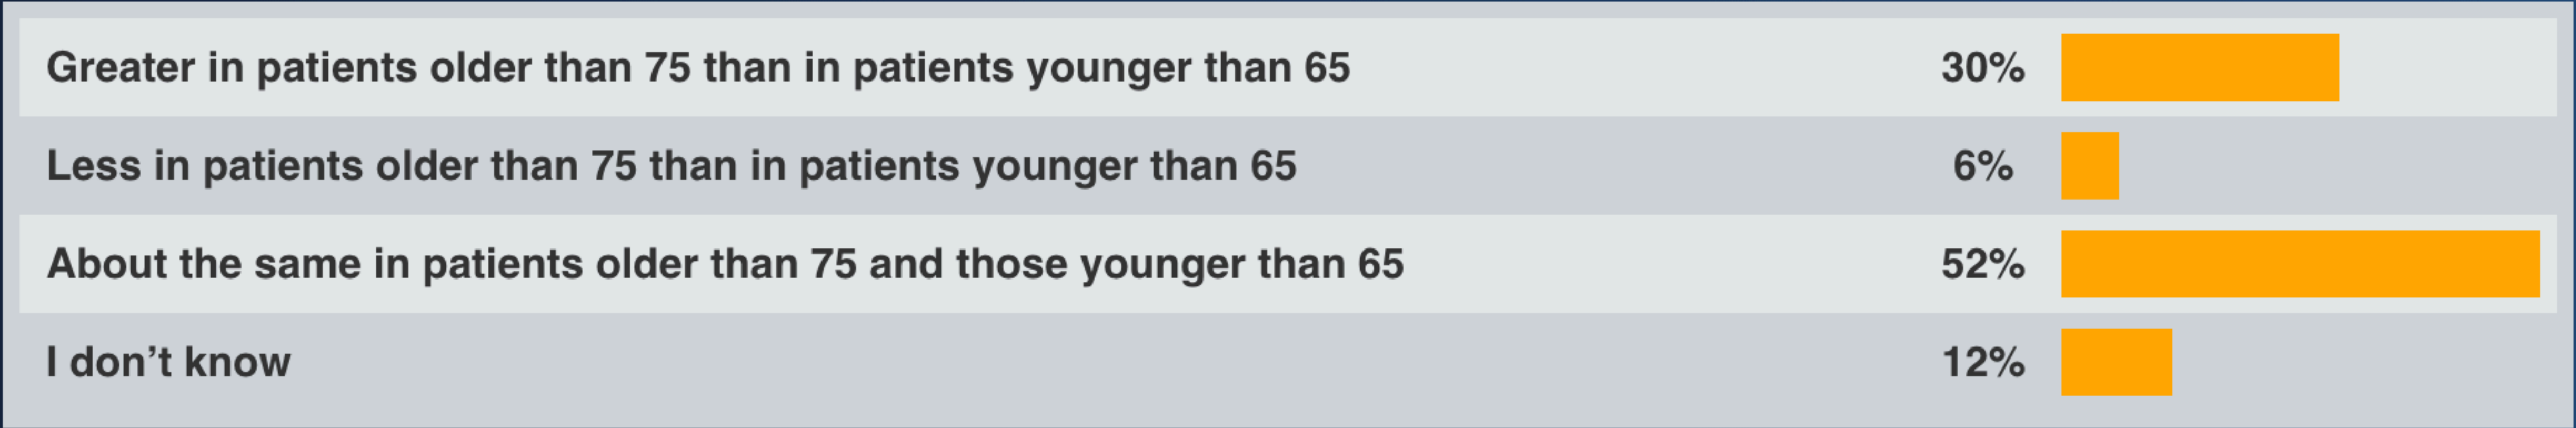 Greater in patients older than 75 than in patients younger than 65 30%
Less in patients older than 75 than in patients younger than 65 6%
About the same in patients older than 75 and those younger than 65 52%
I don’t know 12%